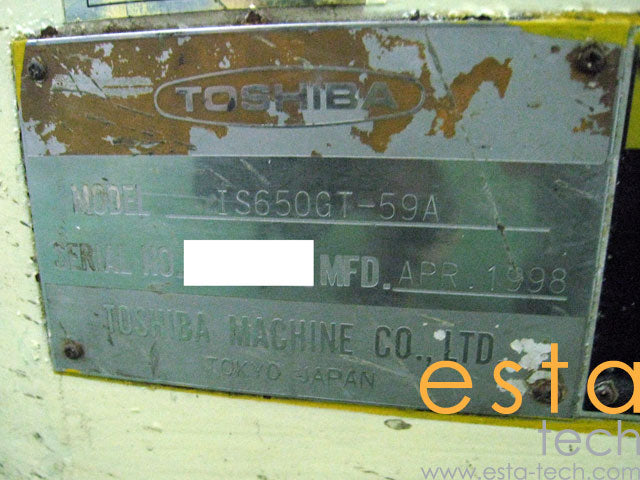 TOSHIBA
MODEL IS650GT-59A
SERIAL NO. MFD. APR. 1998
TOSHIBA MACHINE CO., LTD.
TOKYO JAPAN
esta
tech
www.esta-tech.com